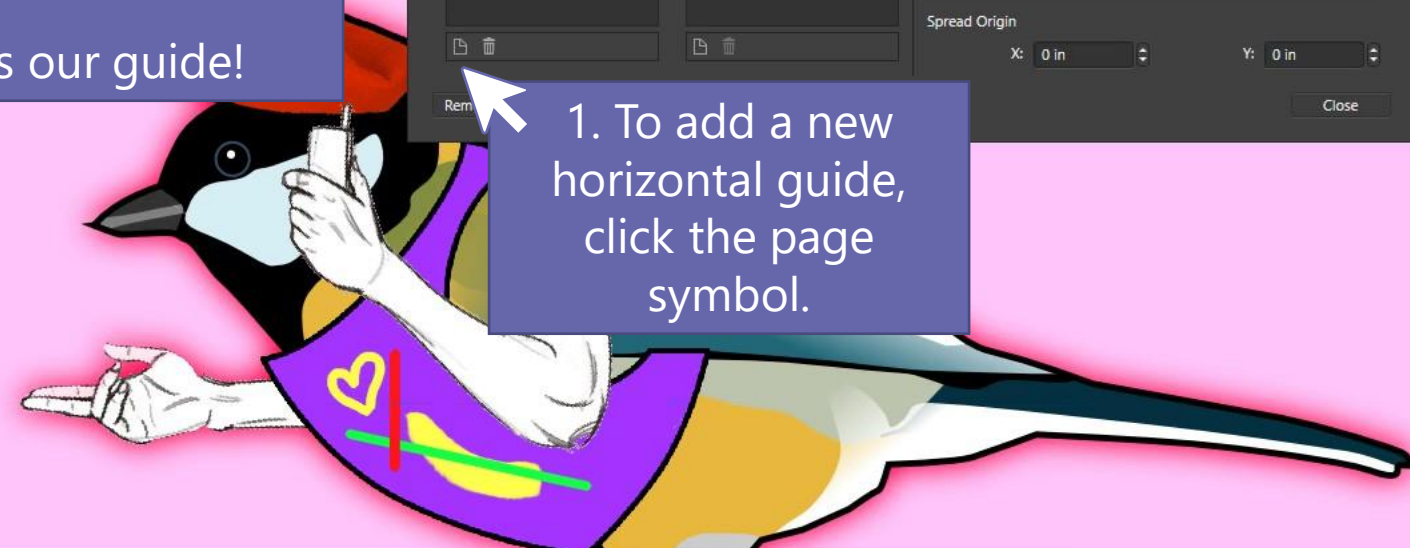 s our guide!
Spread Origin
X: 0 in Y: 0 in
Close
1. To add a new
horizontal guide,
click the page
symbol.